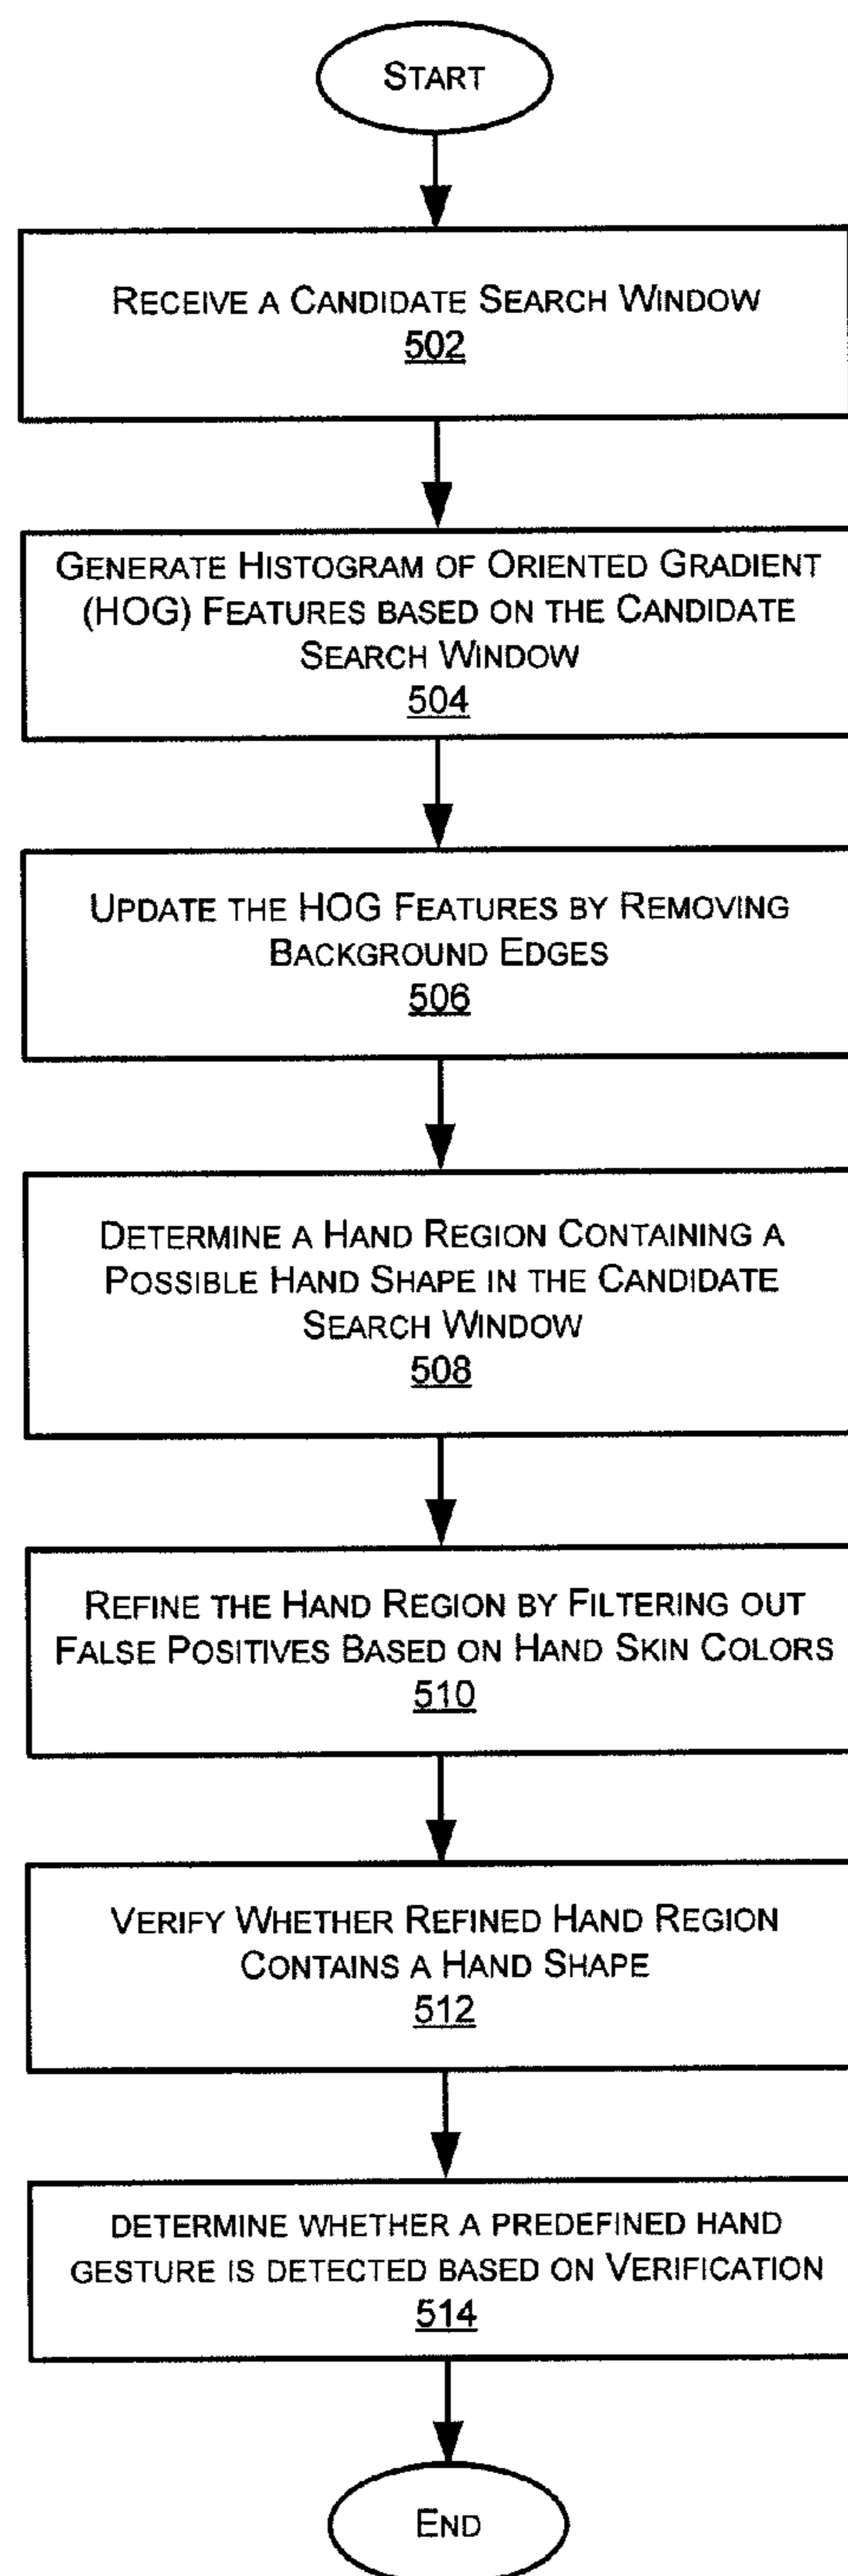 START
RECEIVE A CANDIDATE SEARCH WINDOW
502
GENERATE HISTOGRAM OF ORIENTED GRADIENT
(HOG) FEATURES BASED ON THE CANDIDATE
SEARCH WINDOW
504
UPDATE THE HOG FEATURES BY REMOVING
BACKGROUND EDGES
506
DETERMINE A HAND REGION CONTAINING A
POSSIBLE HAND SHAPE IN THE CANDIDATE
SEARCH WINDOW
508
REFINE THE HAND REGION BY FILTERING OUT
FALSE POSITIVES BASED ON HAND SKIN COLORS
510
VERIFY WHETHER REFINED HAND REGION
CONTAINS A HAND SHAPE
512
DETERMINE WHETHER A PREDEFINED HAND
GESTURE IS DETECTED BASED ON VERIFICATION
514
END